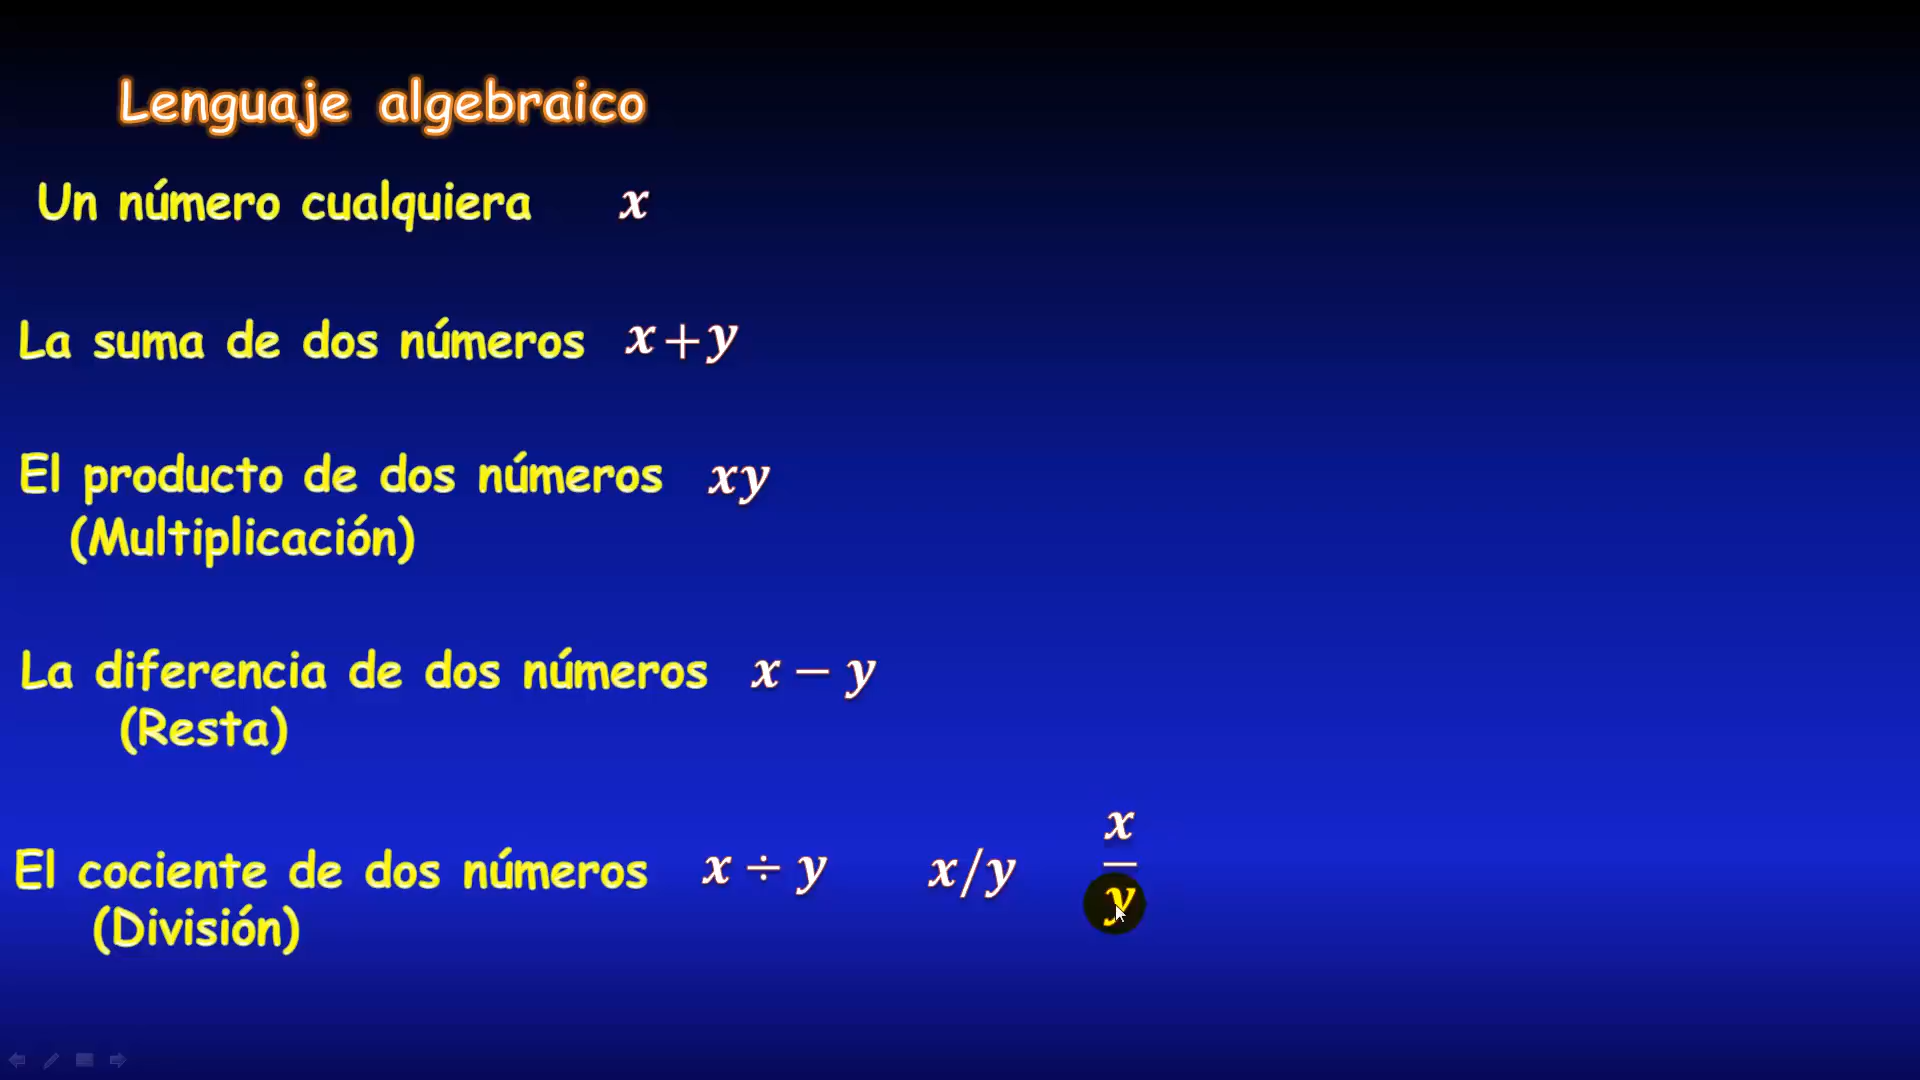 Lenguaje algebraico
Un número cualquiera x
La suma de dos números x + y
El producto de dos números xy
(Multiplicación)
La diferencia de dos números x − y
(Resta)
El cociente de dos números x ÷ y x/y x/y
(División)